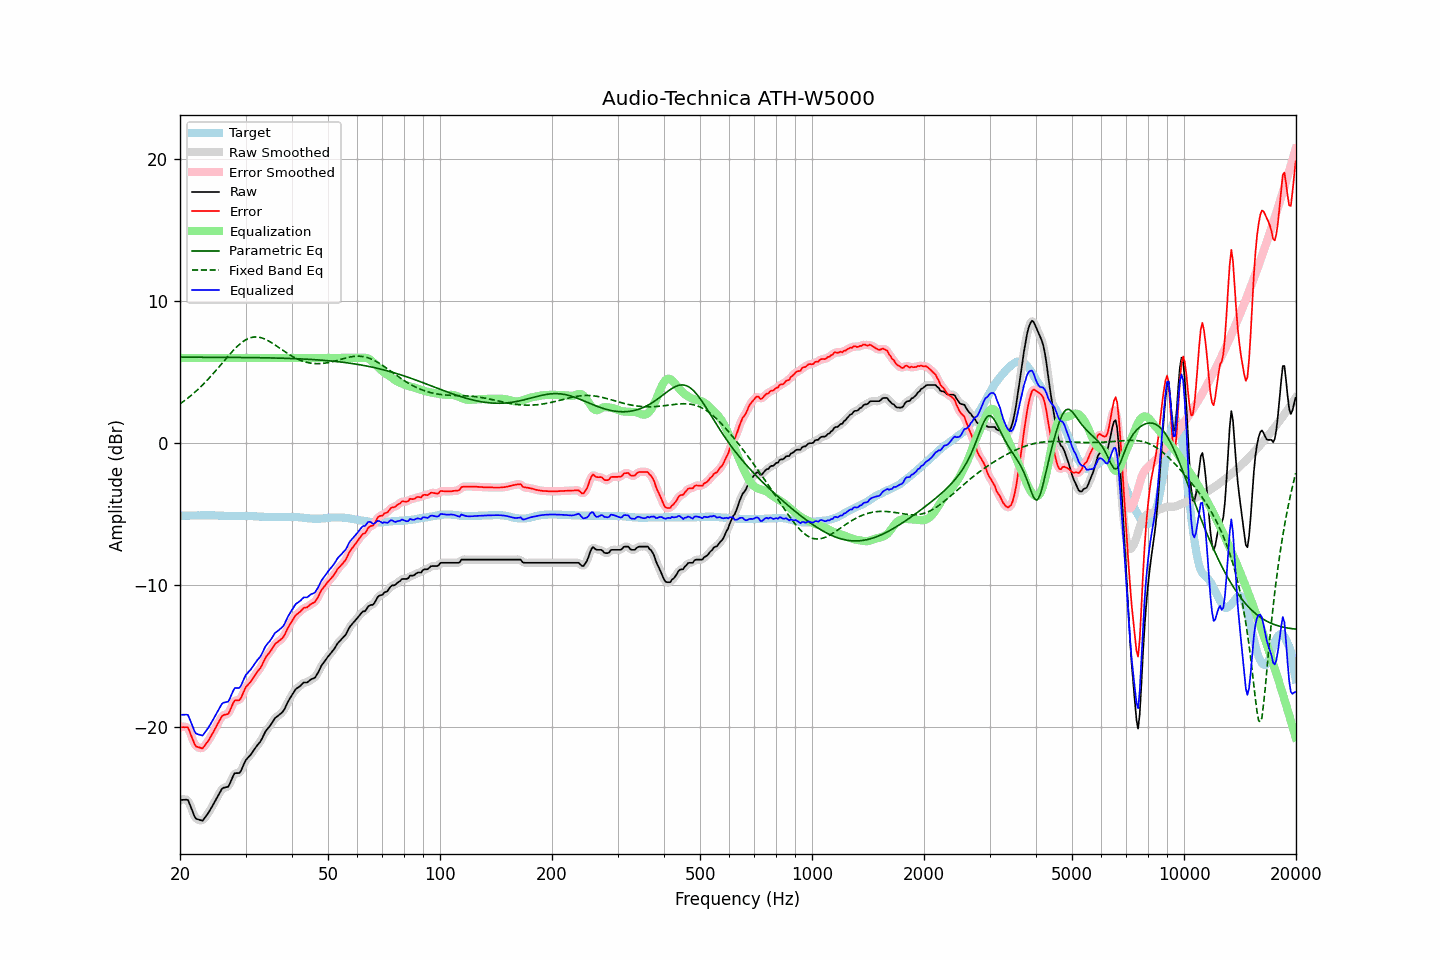 Audio-Technica ATH-W5000
Target
Raw Smoothed
Error Smoothed
Raw
Error
Equalization
Parametric Eq
Fixed Band Eq
Equalized
Amplitude (dBr)
20
10
0
−10
−20
20 50 100 200 500 1000 2000 5000 10000 20000
Frequency (Hz)